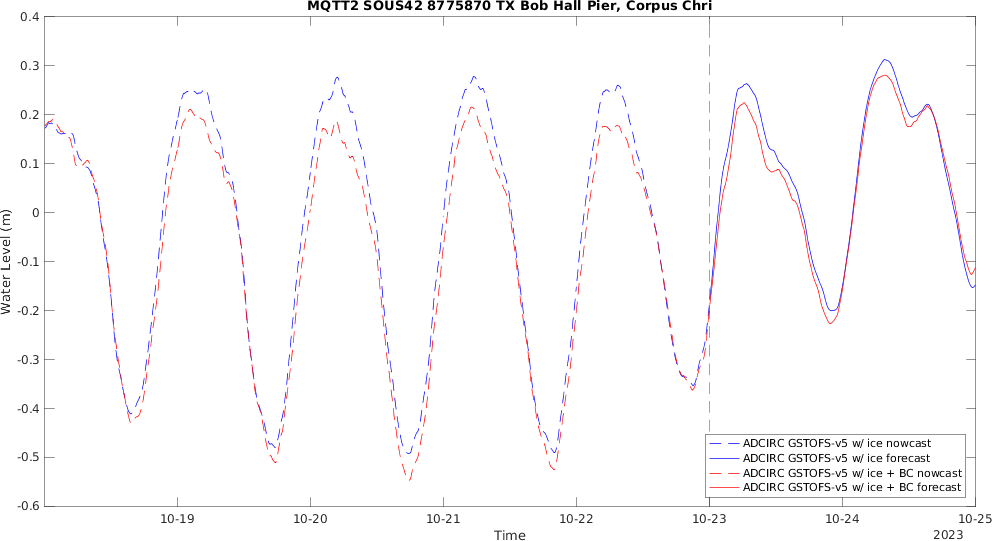 MQTT2 SOUS42 8775870 TX Bob Hall Pier, Corpus Chri
0.4
0.3
0.2
0.1
0
-0.1
-0.2
-0.3
-0.4
-0.5
-0.6
Water Level (m)
ADCIRC GSTOFS-v5 w/ ice nowcast
ADCIRC GSTOFS-v5 w/ ice forecast
ADCIRC GSTOFS-v5 w/ ice + BC nowcast
ADCIRC GSTOFS-v5 w/ ice + BC forecast
10-19 10-20 10-21 10-22 10-23 10-24 10-25
Time
2023